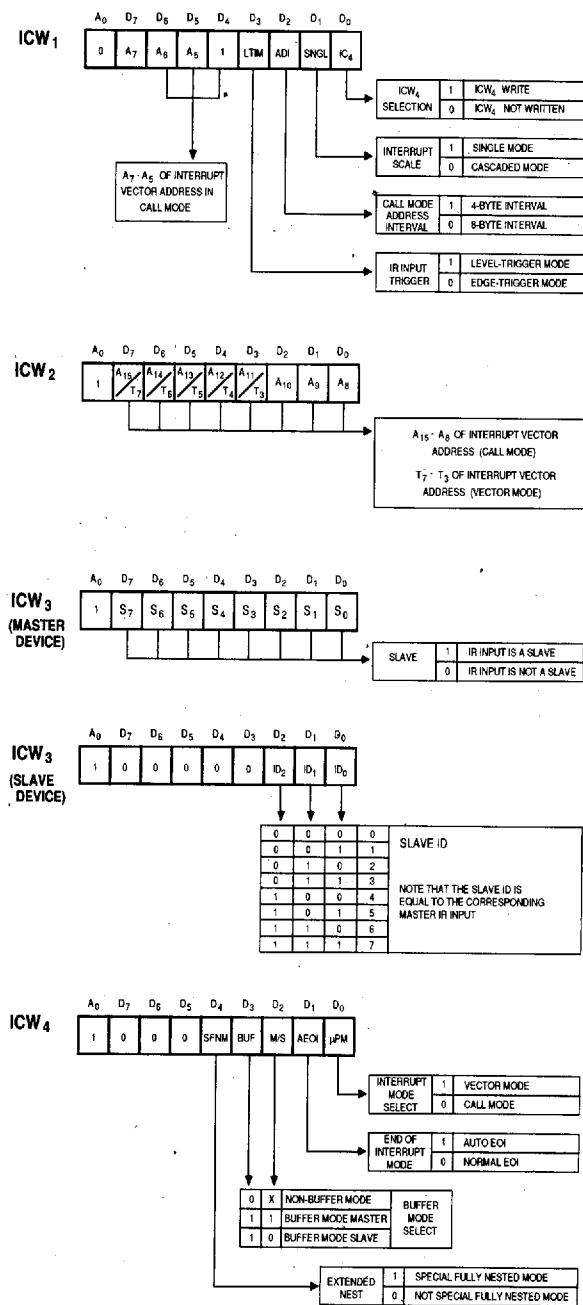 A0 D7 D6 D5 D4 D3 D2 D1 D0
ICW1
0 A7 A6 A5 1 LTIM ADI SNGL IC4
ICW4 SELECTION
1 ICW4 WRITE
0 ICW4 NOT WRITTEN
INTERRUPT SCALE
1 SINGLE MODE
0 CASCADED MODE
A7 - A5 OF INTERRUPT
VECTOR ADDRESS IN
CALL MODE
CALL MODE
ADDRESS
INTERVAL
1 4-BYTE INTERVAL
0 8-BYTE INTERVAL
IR INPUT
TRIGGER
1 LEVEL-TRIGGER MODE
0 EDGE-TRIGGER MODE
A0 D7 D6 D5 D4 D3 D2 D1 D0
ICW2
1 A15/T7 A14/T6 A13/T5 A12/T4 A11/T3 A10 A9 A8
A15 - A8 OF INTERRUPT VECTOR
ADDRESS (CALL MODE)
T7 - T3 OF INTERRUPT VECTOR
ADDRESS (VECTOR MODE)
A0 D7 D6 D5 D4 D3 D2 D1 D0
ICW3
(MASTER
DEVICE)
1 S7 S6 S5 S4 S3 S2 S1 S0
SLAVE
1 IR INPUT IS A SLAVE
0 IR INPUT IS NOT A SLAVE
A0 D7 D6 D5 D4 D3 D2 D1 D0
ICW3
(SLAVE
DEVICE)
1 0 0 0 0 0 ID2 ID1 ID0
0 0 0 0
0 0 1 1
0 1 0 2
0 1 1 3
1 0 0 4
1 0 1 5
1 1 0 6
1 1 1 7
SLAVE ID
NOTE THAT THE SLAVE ID IS
EQUAL TO THE CORRESPONDING
MASTER IR INPUT
A0 D7 D6 D5 D4 D3 D2 D1 D0
ICW4
1 0 0 0 SFNM BUF M/S AEOI µPM
INTERRUPT
MODE
SELECT
1 VECTOR MODE
0 CALL MODE
END OF
INTERRUPT
MODE
1 AUTO EOI
0 NORMAL EOI
0 X NON-BUFFER MODE
1 1 BUFFER MODE MASTER
1 0 BUFFER MODE SLAVE
BUFFER
MODE
SELECT
EXTENDED
NEST
1 SPECIAL FULLY NESTED MODE
0 NOT SPECIAL FULLY NESTED MODE